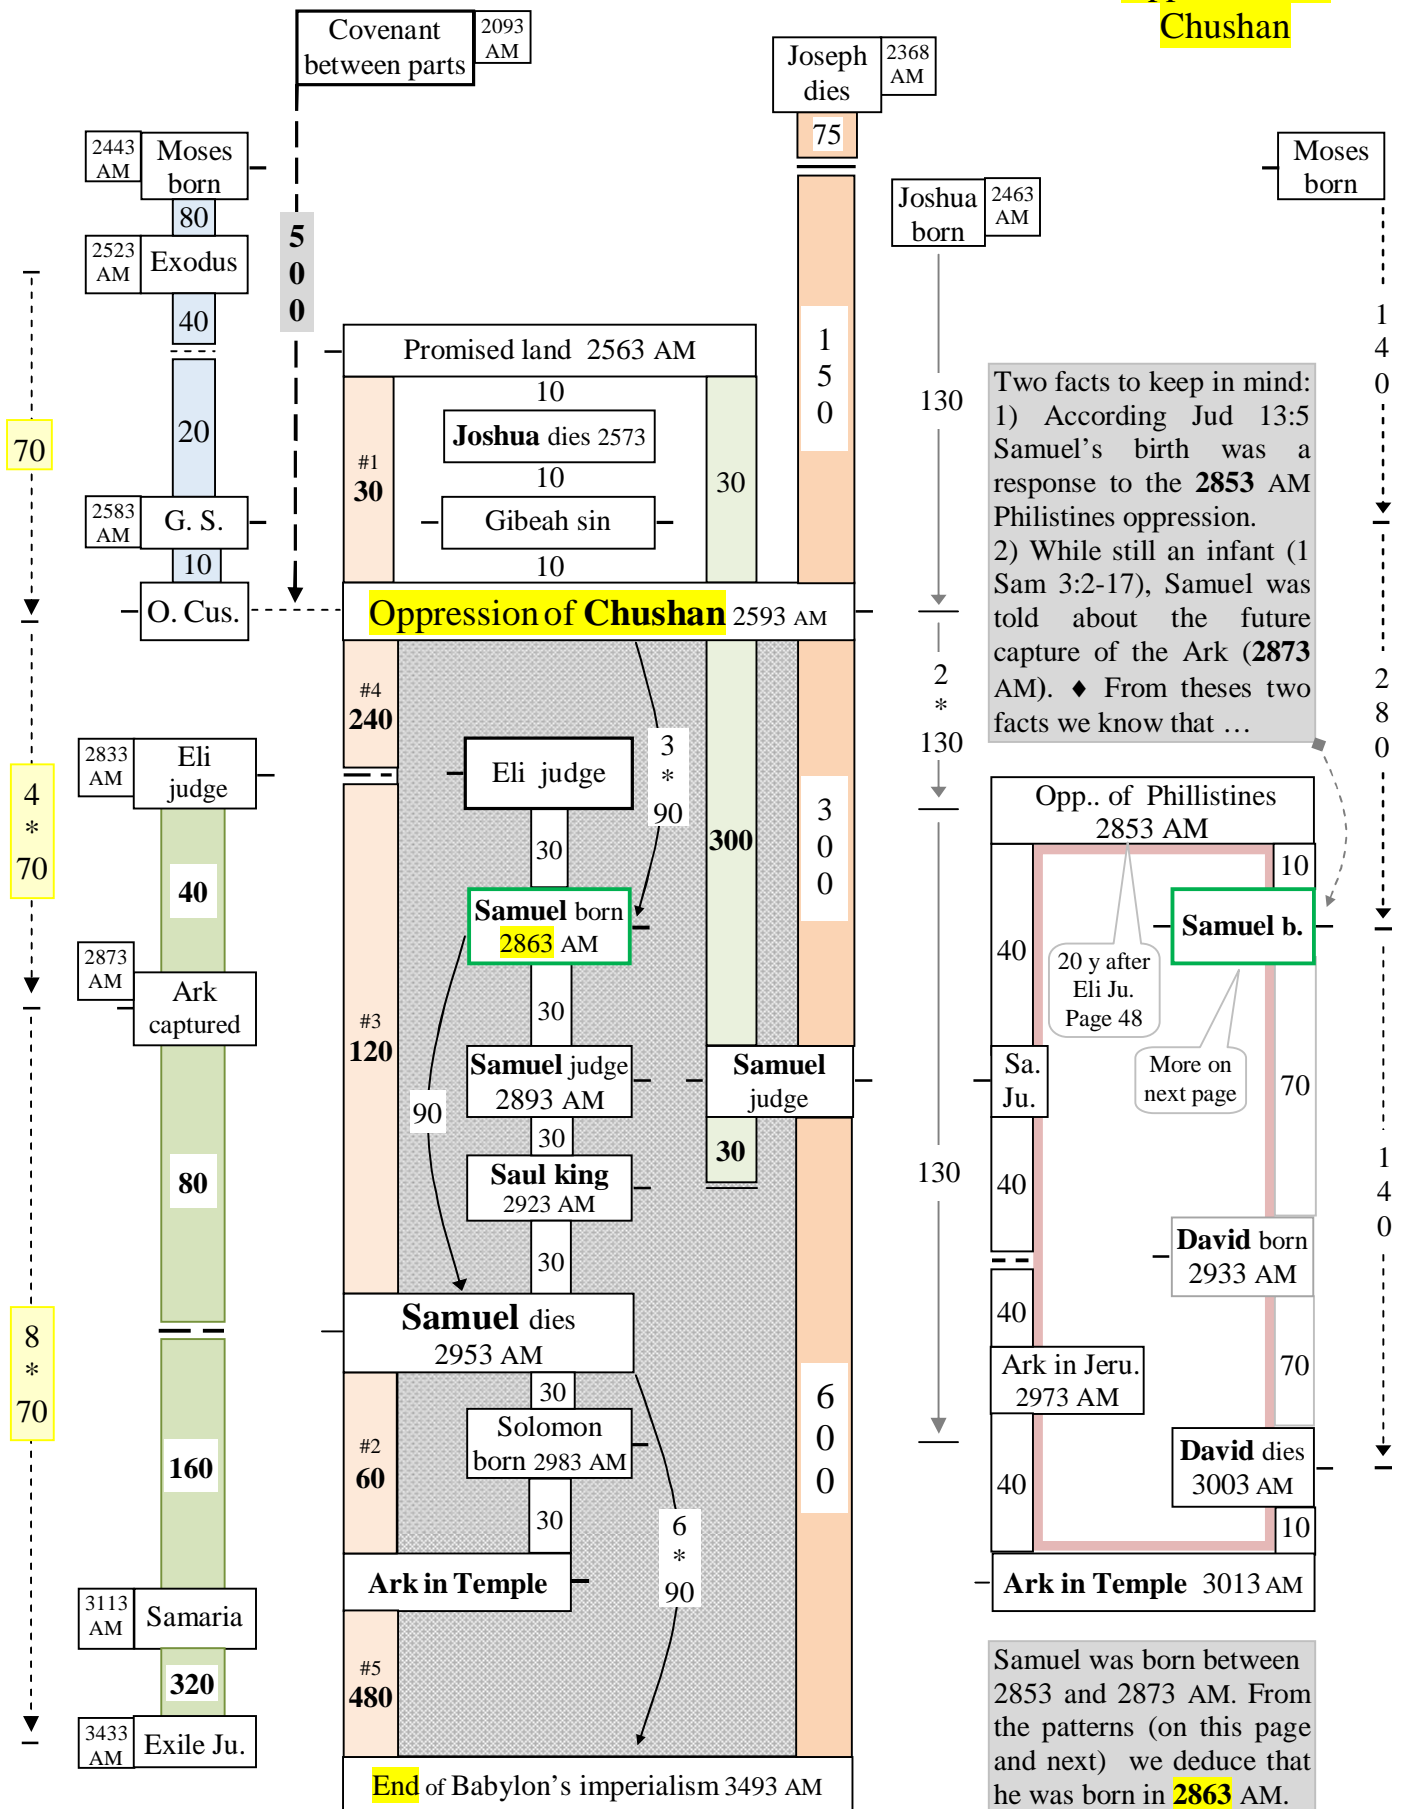 Chushan
Covenant
between parts
2093
AM
Joseph
dies
2368
AM
75
2443
AM
Moses
born
80
2523
AM
Exodus
40
20
2583
AM
G. S.
10
O. Cus.
70
4
*
70
8
*
70
5
0
0
Promised land 2563 AM
10
Joshua dies 2573
10
Gibeah sin
10
#1
30
30
1
5
0
Joshua
born
2463
AM
130
2
*
130
130
Moses
born
1
4
0
2
8
0
1
4
0
Two facts to keep in mind:
1) According Jud 13:5
Samuel’s birth was a
response to the 2853 AM
Philistines oppression.
2) While still an infant (1
Sam 3:2-17), Samuel was
told about the future
capture of the Ark (2873
AM). ♦ From theses two
facts we know that …
Oppression of Chushan 2593 AM
#4
240
2833
AM
Eli
judge
40
2873
AM
Ark
captured
80
160
3113
AM
Samaria
320
3433
AM
Exile Ju.
Eli judge
3
*
90
30
300
3
0
0
Samuel born
2863 AM
30
#3
120
90
Samuel judge
2893 AM
Samuel
judge
30
30
Saul king
2923 AM
30
Samuel dies
2953 AM
30
Solomon
born 2983 AM
#2
60
30
6
*
90
6
0
0
Ark in Temple
#5
480
End of Babylon’s imperialism 3493 AM
Opp.. of Phillistines
2853 AM
10
40
Samuel b.
20 y after
Eli Ju.
Page 48
More on
next page
Sa.
Ju.
70
40
David born
2933 AM
40
Ark in Jeru.
2973 AM
70
David dies
3003 AM
40
10
Ark in Temple 3013 AM
Samuel was born between
2853 and 2873 AM. From
the patterns (on this page
and next) we deduce that
he was born in 2863 AM.